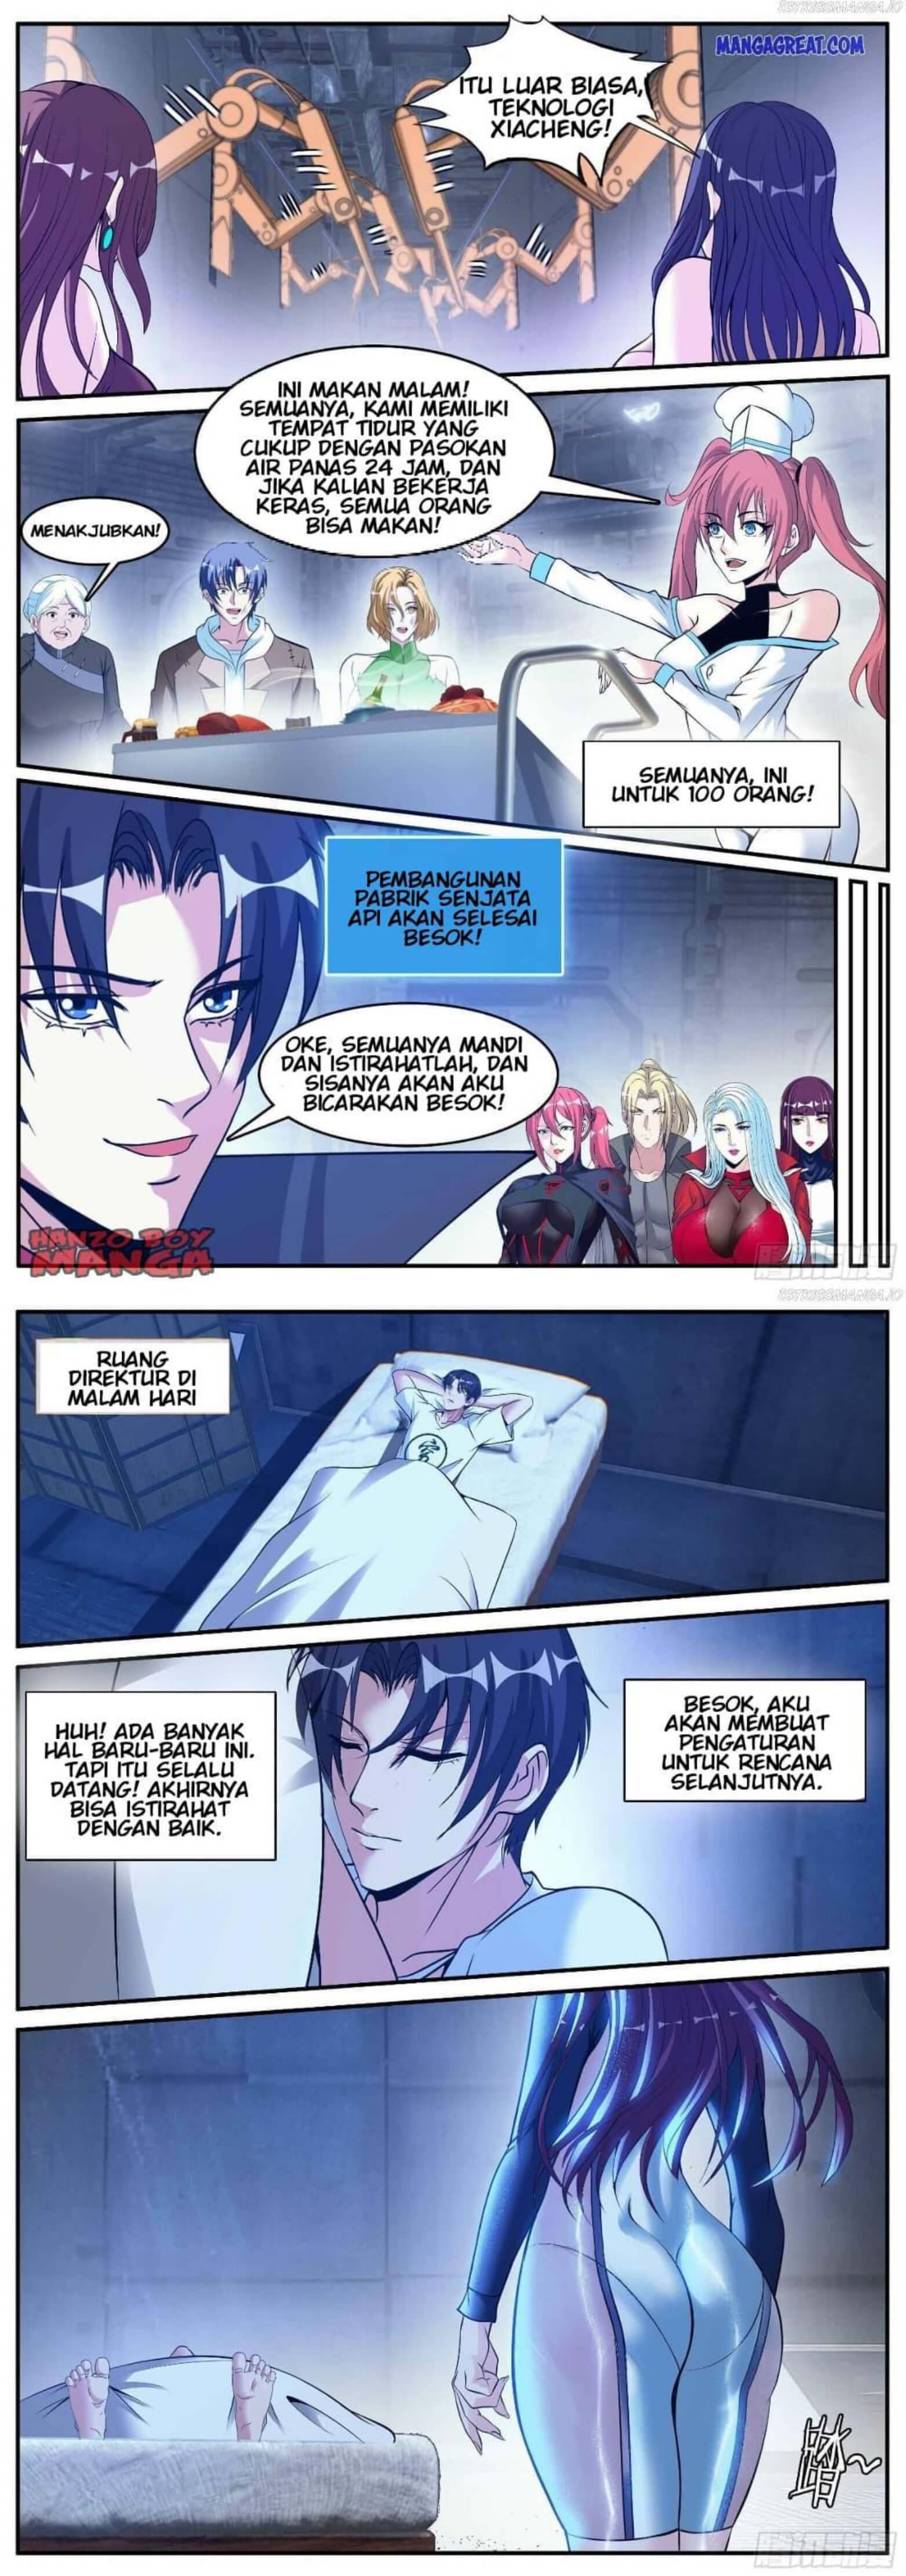 MANGAGREAT.COM
ITU LUAR BIASA,
TEKNOLOGI
XIACHENG!
INI MAKAN MALAM!
SEMUANYA, KAMI MEMILIKI
TEMPAT TIDUR YANG
CUKUP DENGAN PASOKAN
AIR PANAS 24 JAM, DAN
JIKA KALIAN BEKERJA
KERAS, SEMUA ORANG
BISA MAKAN!
MENAKJUBKAN!
SEMUANYA, INI
UNTUK 100 ORANG!
PEMBANGUNAN
PABRIK SENJATA
API AKAN SELESAI
BESOK!
OKE, SEMUANYA MANDI
DAN ISTIRAHATLAH, DAN
SISANYA AKAN AKU
BICARAKAN BESOK!
HANZO BOY
MANGA
RUANG
DIREKTUR DI
MALAM HARI
HUH! ADA BANYAK
HAL BARU-BARU INI.
TAPI ITU SELALU
DATANG! AKHIRNYA
BISA ISTIRAHAT
DENGAN BAIK.
BESOK, AKU
AKAN MEMBUAT
PENGATURAN
UNTUK RENCANA
SELANJUTNYA.
踏~